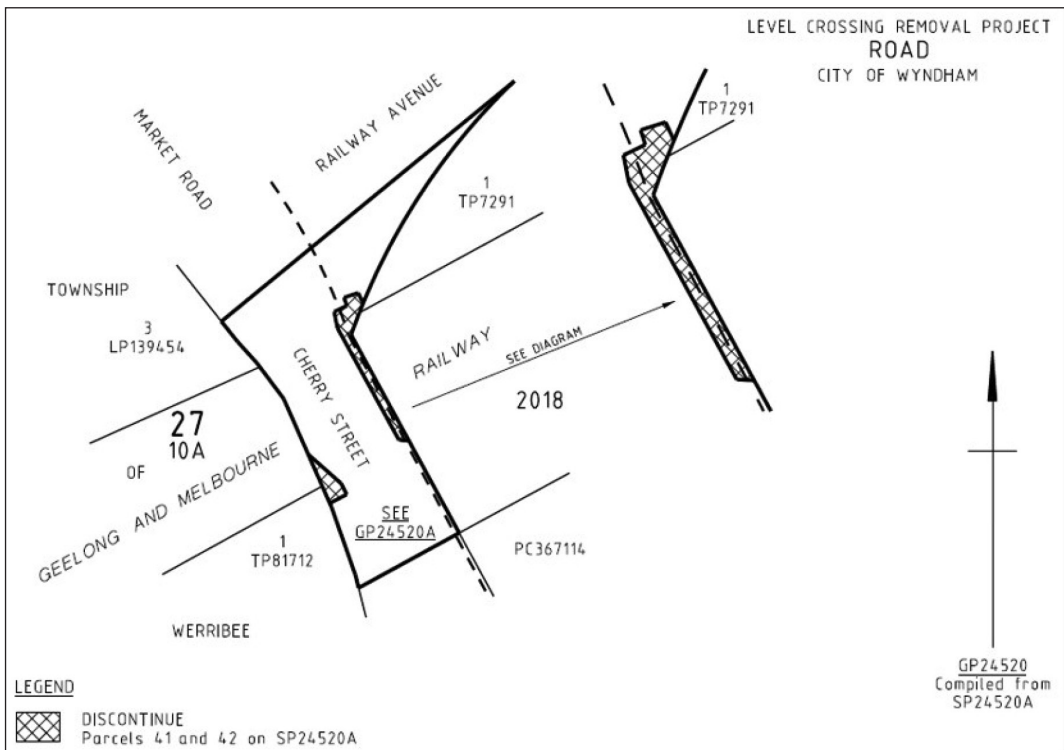 LEVEL CROSSING REMOVAL PROJECT
ROAD
CITY OF WYNDHAM
MARKET ROAD
RAILWAY AVENUE
1
TP7291
1
TP7291
TOWNSHIP
3
LP139454
CHERRY STREET
RAILWAY
SEE DIAGRAM
2018
27
10A
OF
GEELONG AND MELBOURNE
SEE
GP24520A
1
TP81712
PC367114
WERRIBEE
GP24520
Compiled from
SP24520A
LEGEND
DISCONTINUE
Parcels 41 and 42 on SP24520A